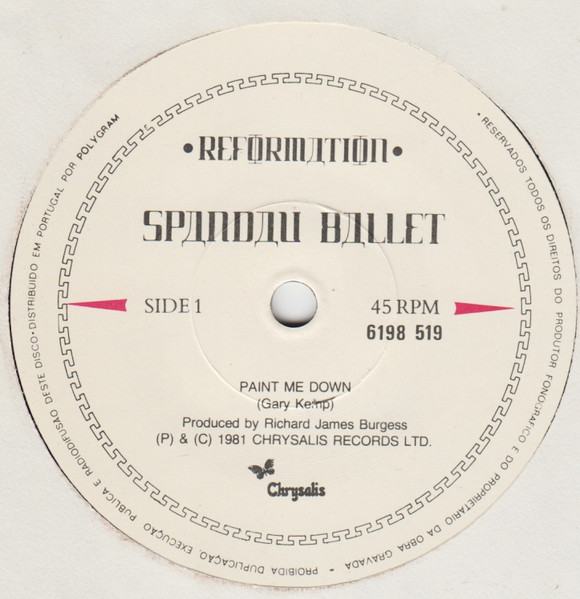 •REFORMATION•
SPANDAU BALLET
SIDE 1
45 RPM
6198 519
PAINT ME DOWN
(Gary Kemp)
Produced by Richard James Burgess
(P) & (C) 1981 CHRYSALIS RECORDS LTD.
Chrysalis
• RESERVADOS TODOS OS DIREITOS DO PRODUTOR FONOGRAFICO E DO PROPRIETARIO DA OBRA GRAVADA - PROIBIDA DUPLICAÇÃO, EXECUÇÃO PUBLICA E RADIODIFUSÃO DESTE DISCO • DISTRIBUIDO EM PORTUGAL POR POLYGRAM